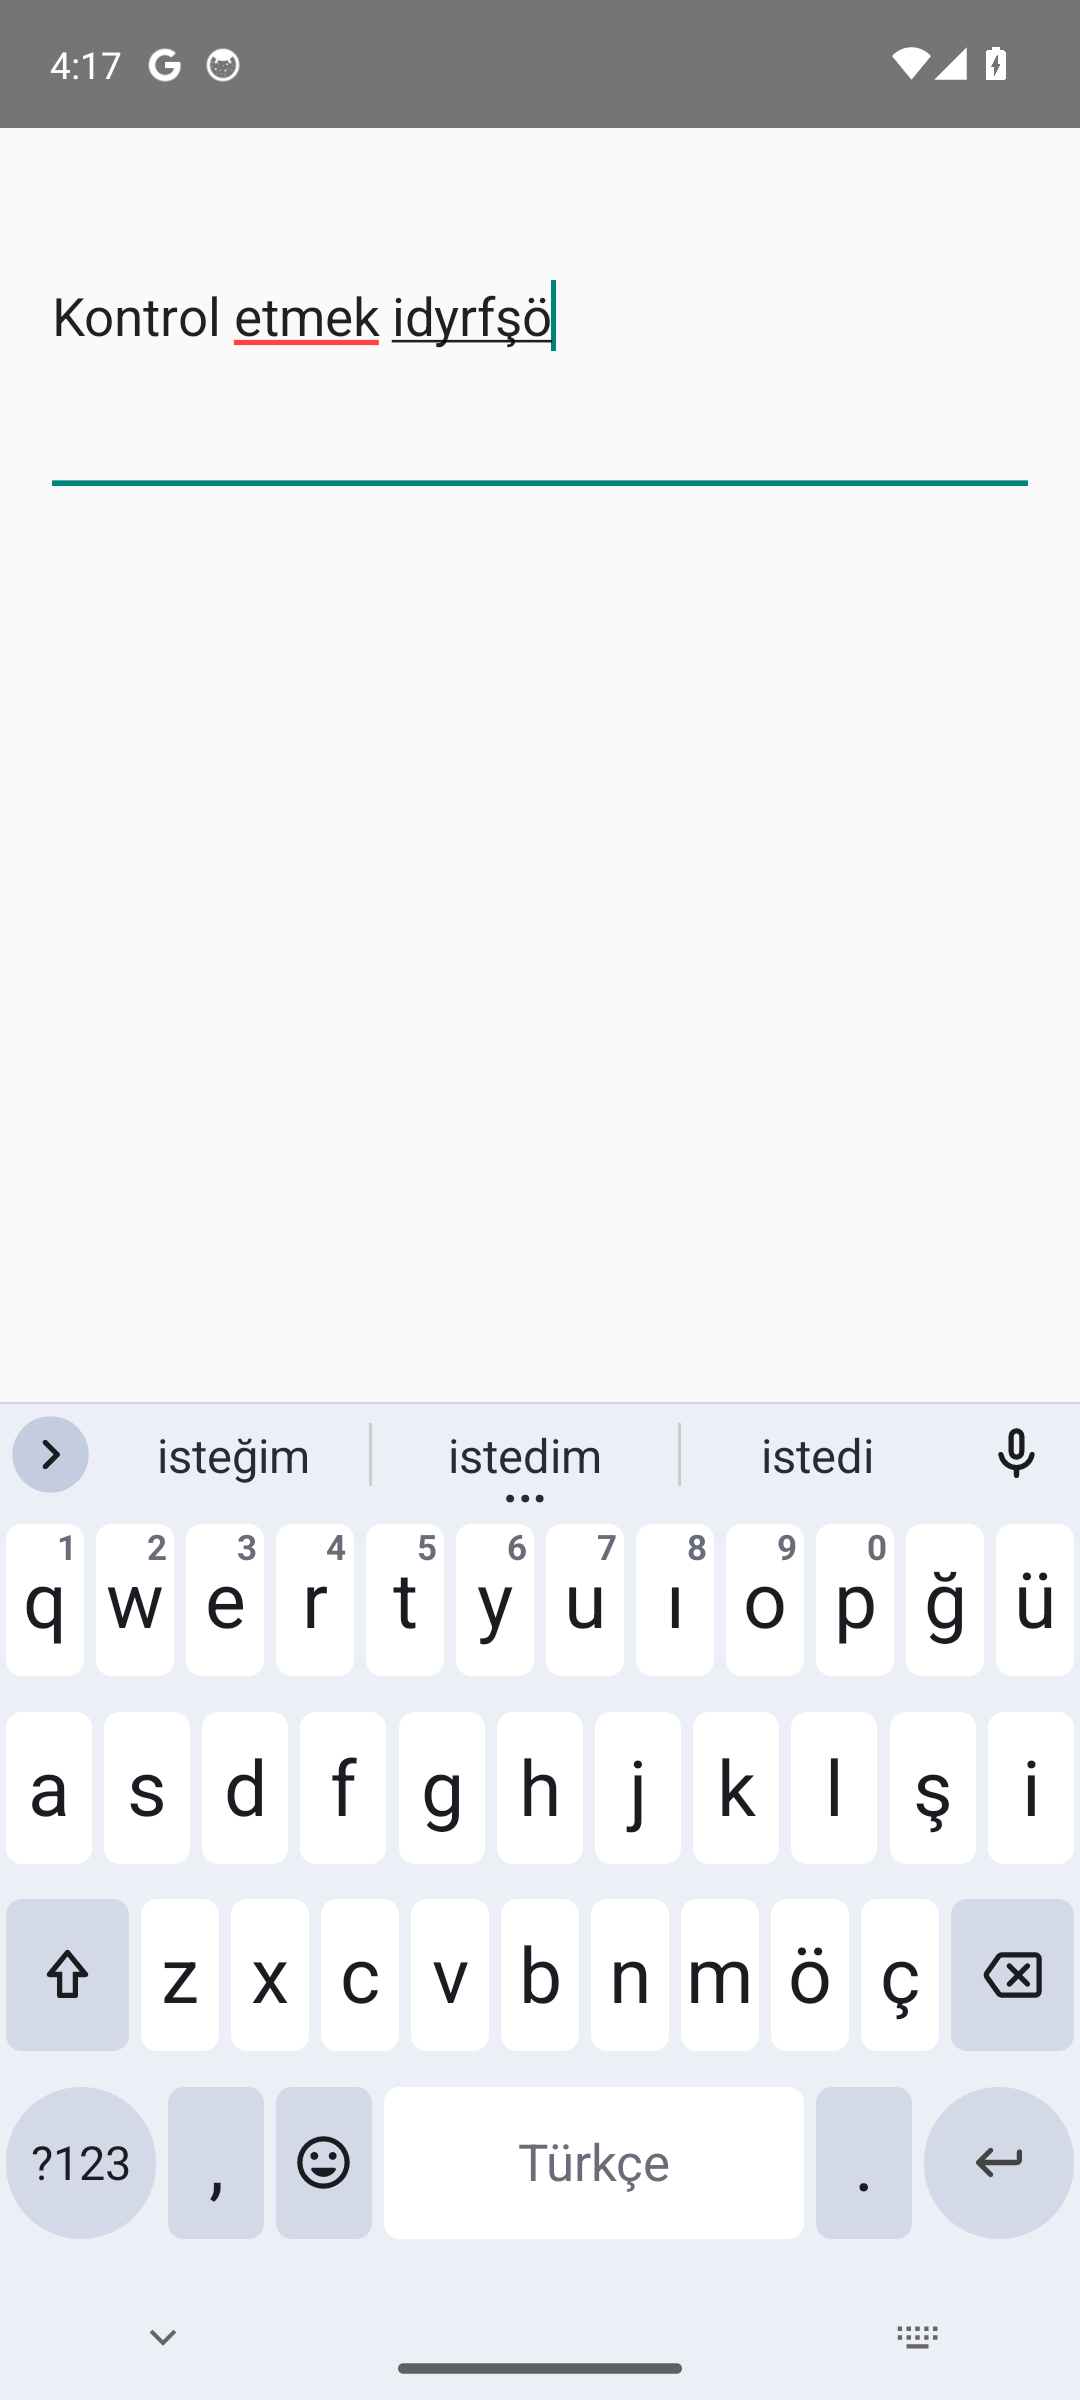 4:17
Kontrol etmek idyrfşö
isteğim istedim istedi
1 2 3 4 5 6 7 8 9 0
q w e r t y u ı o p ğ ü
a s d f g h j k l ş i
z x c v b n m ö ç
?123 , Türkçe .